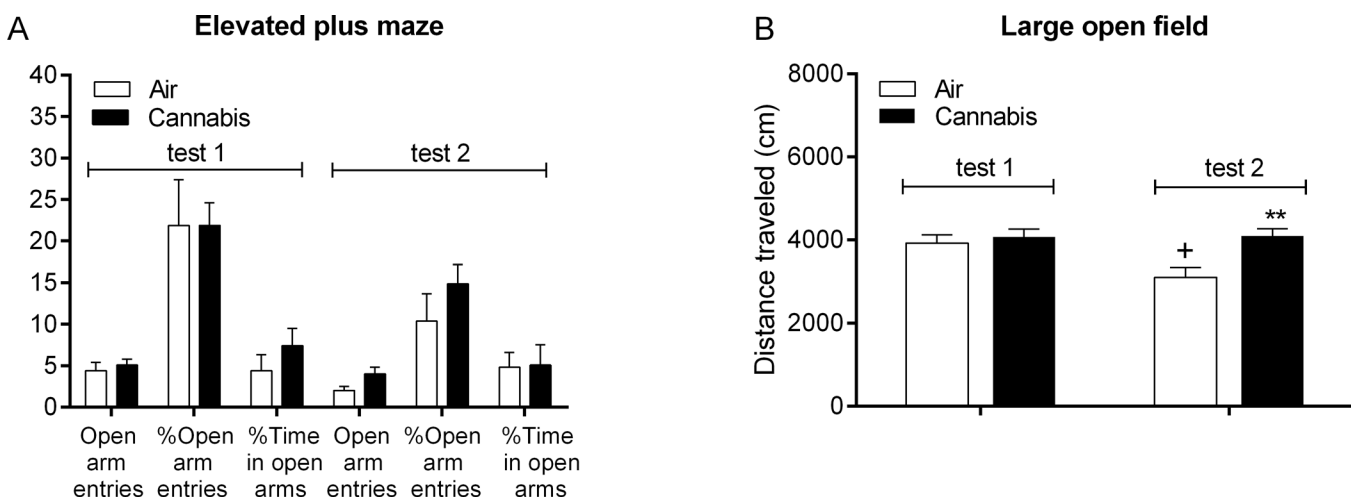 A
Elevated plus maze
40
35
30
25
20
15
10
5
0
Air
Cannabis
test 1
test 2
Open
arm
entries
%Open
arm
entries
%Time
in open
arms
Open
arm
entries
%Open
arm
entries
%Time
in open
arms
B
Large open field
Distance traveled (cm)
8000
6000
4000
2000
0
Air
Cannabis
test 1
test 2
+
**